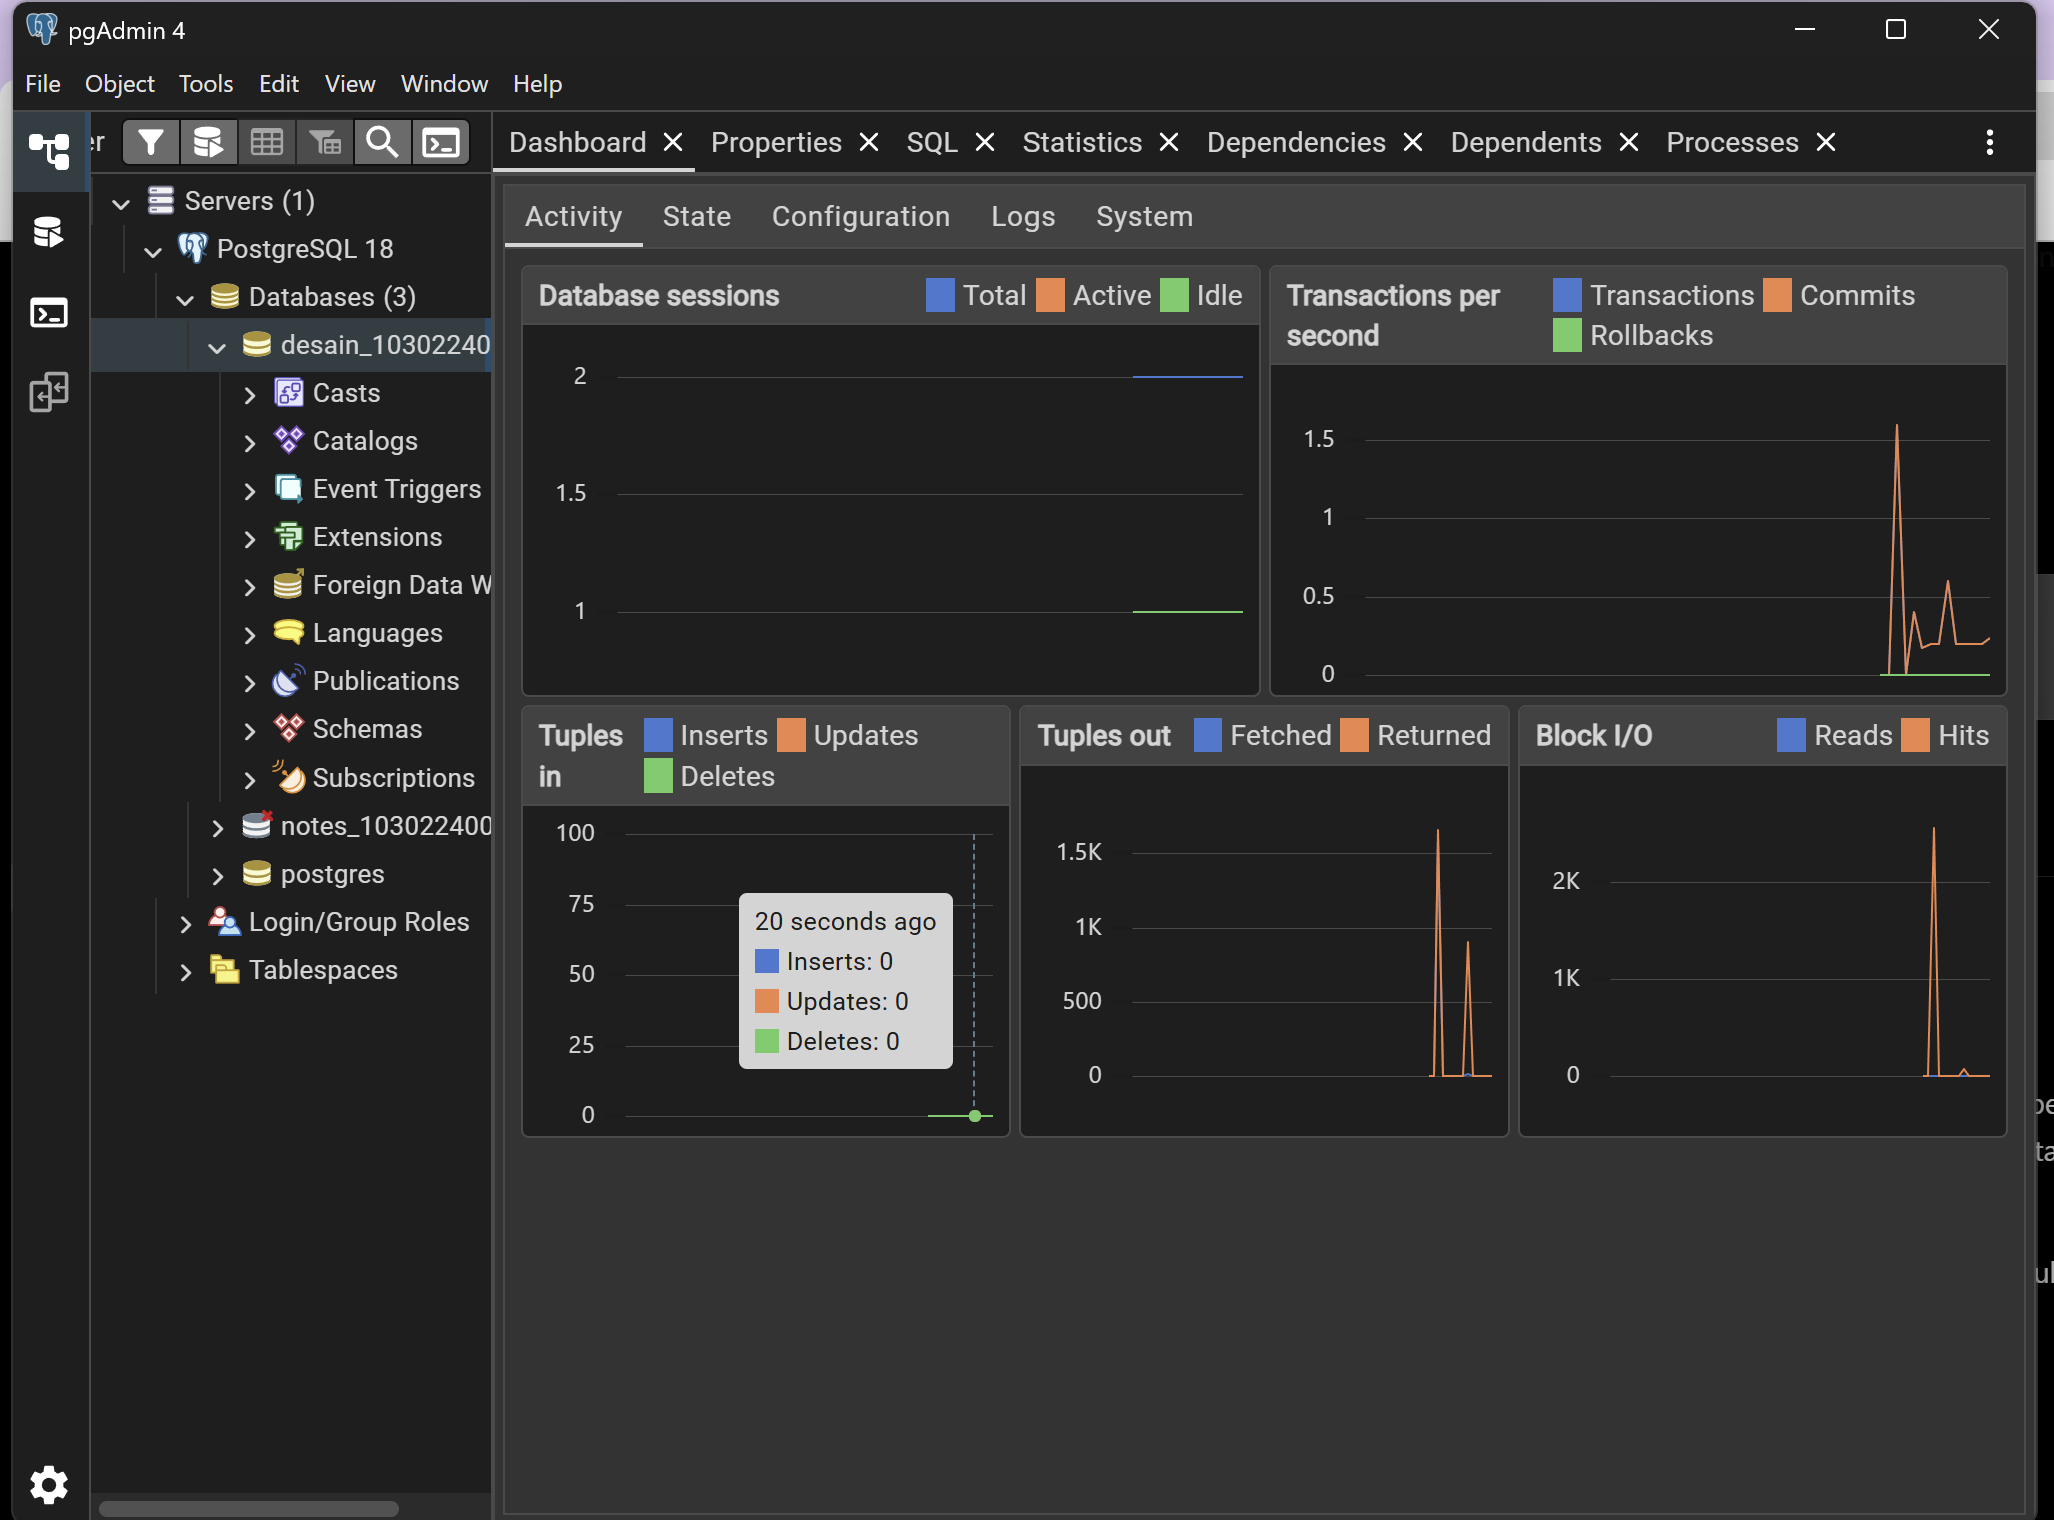 pgAdmin 4
File Object Tools Edit View Window Help
er
Dashboard Properties SQL Statistics Dependencies Dependents Processes
Servers (1)
PostgreSQL 18
Databases (3)
desain_10302240
Casts
Catalogs
Event Triggers
Extensions
Foreign Data W
Languages
Publications
Schemas
Subscriptions
notes_103022400
postgres
Login/Group Roles
Tablespaces
Activity State Configuration Logs System
Database sessions Total Active Idle
2
1.5
1
Transactions per second
Transactions Commits
Rollbacks
1.5
1
0.5
0
Tuples in
Inserts Updates
Deletes
100
75
50
25
0
20 seconds ago
Inserts: 0
Updates: 0
Deletes: 0
Tuples out Fetched Returned
1.5K
1K
500
0
Block I/O Reads Hits
2K
1K
0